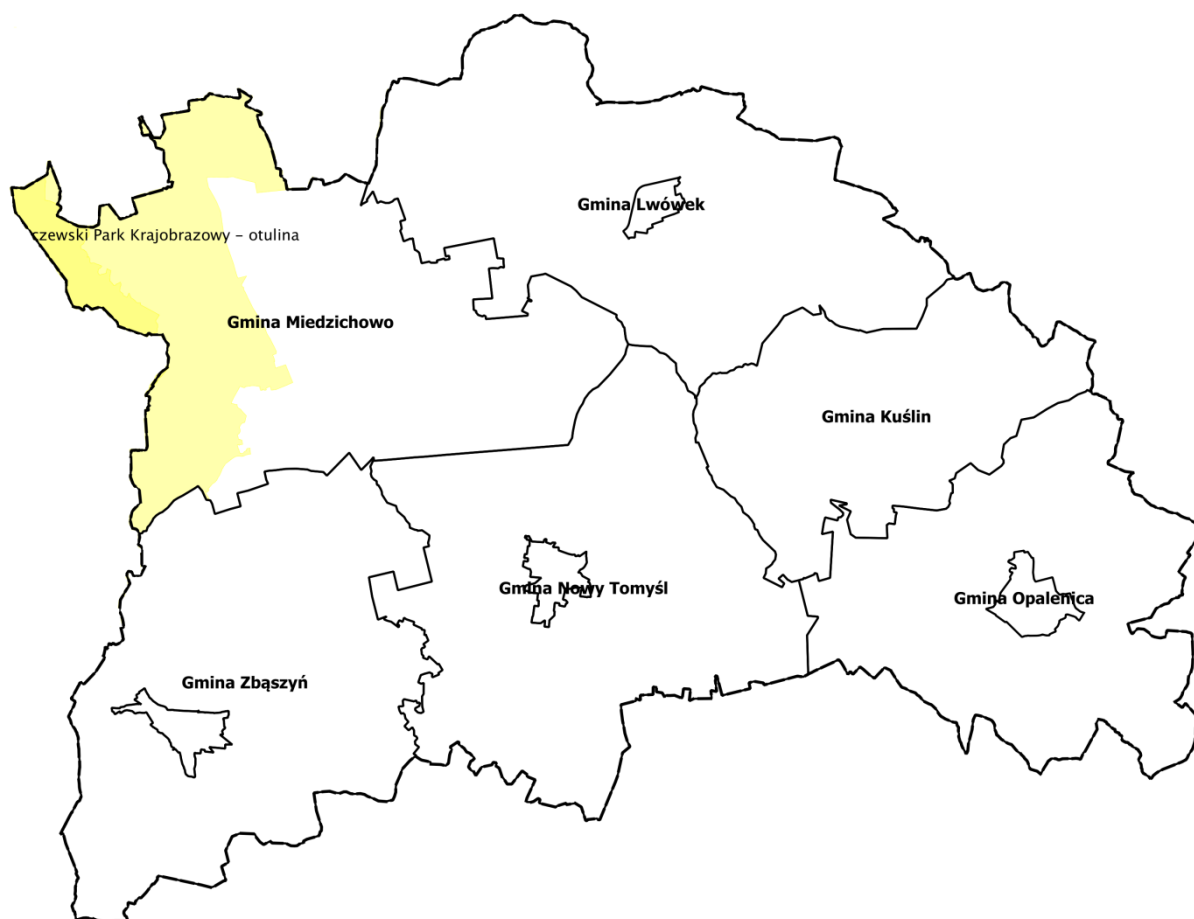 Gmina Lwówek
czewski Park Krajobrazowy – otulina
Gmina Miedzichowo
Gmina Kuślin
Gmina Nowy Tomyśl
Gmina Opalenica
Gmina Zbąszyń